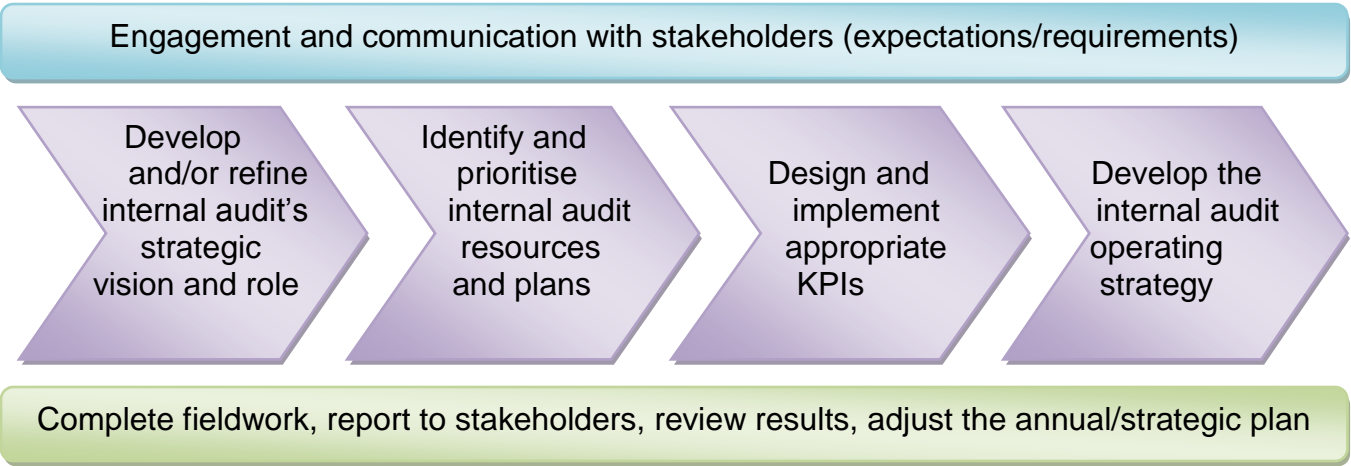 Engagement and communication with stakeholders (expectations/requirements)
Develop
and/or refine
internal audit’s
strategic
vision and role
Identify and
prioritise
internal audit
resources
and plans
Design and
implement
appropriate
KPIs
Develop the
internal audit
operating
strategy
Complete fieldwork, report to stakeholders, review results, adjust the annual/strategic plan